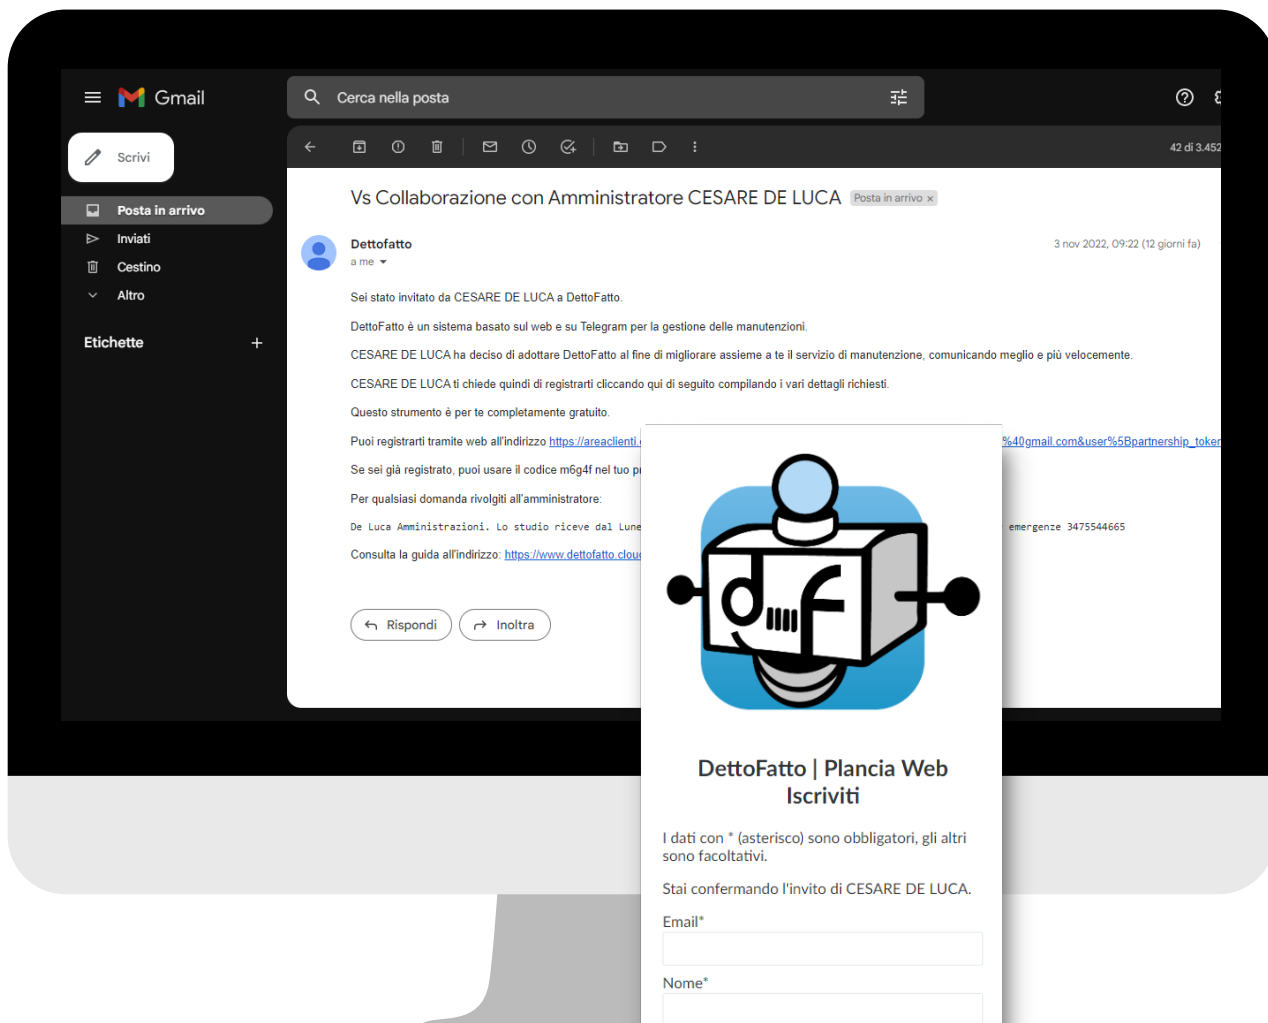 Gmail
Cerca nella posta
Scrivi
42 di 3.452
Posta in arrivo
Inviati
Cestino
Altro
Etichette
Vs Collaborazione con Amministratore CESARE DE LUCA Posta in arrivo x
Dettofatto
3 nov 2022, 09:22 (12 giorni fa)
a me
Sei stato invitato da CESARE DE LUCA a DettoFatto.
DettoFatto è un sistema basato sul web e su Telegram per la gestione delle manutenzioni.
CESARE DE LUCA ha deciso di adottare DettoFatto al fine di migliorare assieme a te il servizio di manutenzione, comunicando meglio e più velocemente.
CESARE DE LUCA ti chiede quindi di registrarti cliccando qui di seguito compilando i vari dettagli richiesti.
Questo strumento è per te completamente gratuito.
Puoi registrarti tramite web all'indirizzo https://areaclienti. %40gmail.com&user%5Bpartnership_token
Se sei già registrato, puoi usare il codice m6g4f nel tuo
Per qualsiasi domanda rivolgiti all'amministratore:
De Luca Amministrazioni. Lo studio riceve dal Lune emergenze 3475544665
Consulta la guida all'indirizzo: https://www.dettofatto.cloud
Rispondi
Inoltra
d f
DettoFatto | Plancia Web
Iscriviti
I dati con * (asterisco) sono obbligatori, gli altri
sono facoltativi.
Stai confermando l'invito di CESARE DE LUCA.
Email*
Nome*